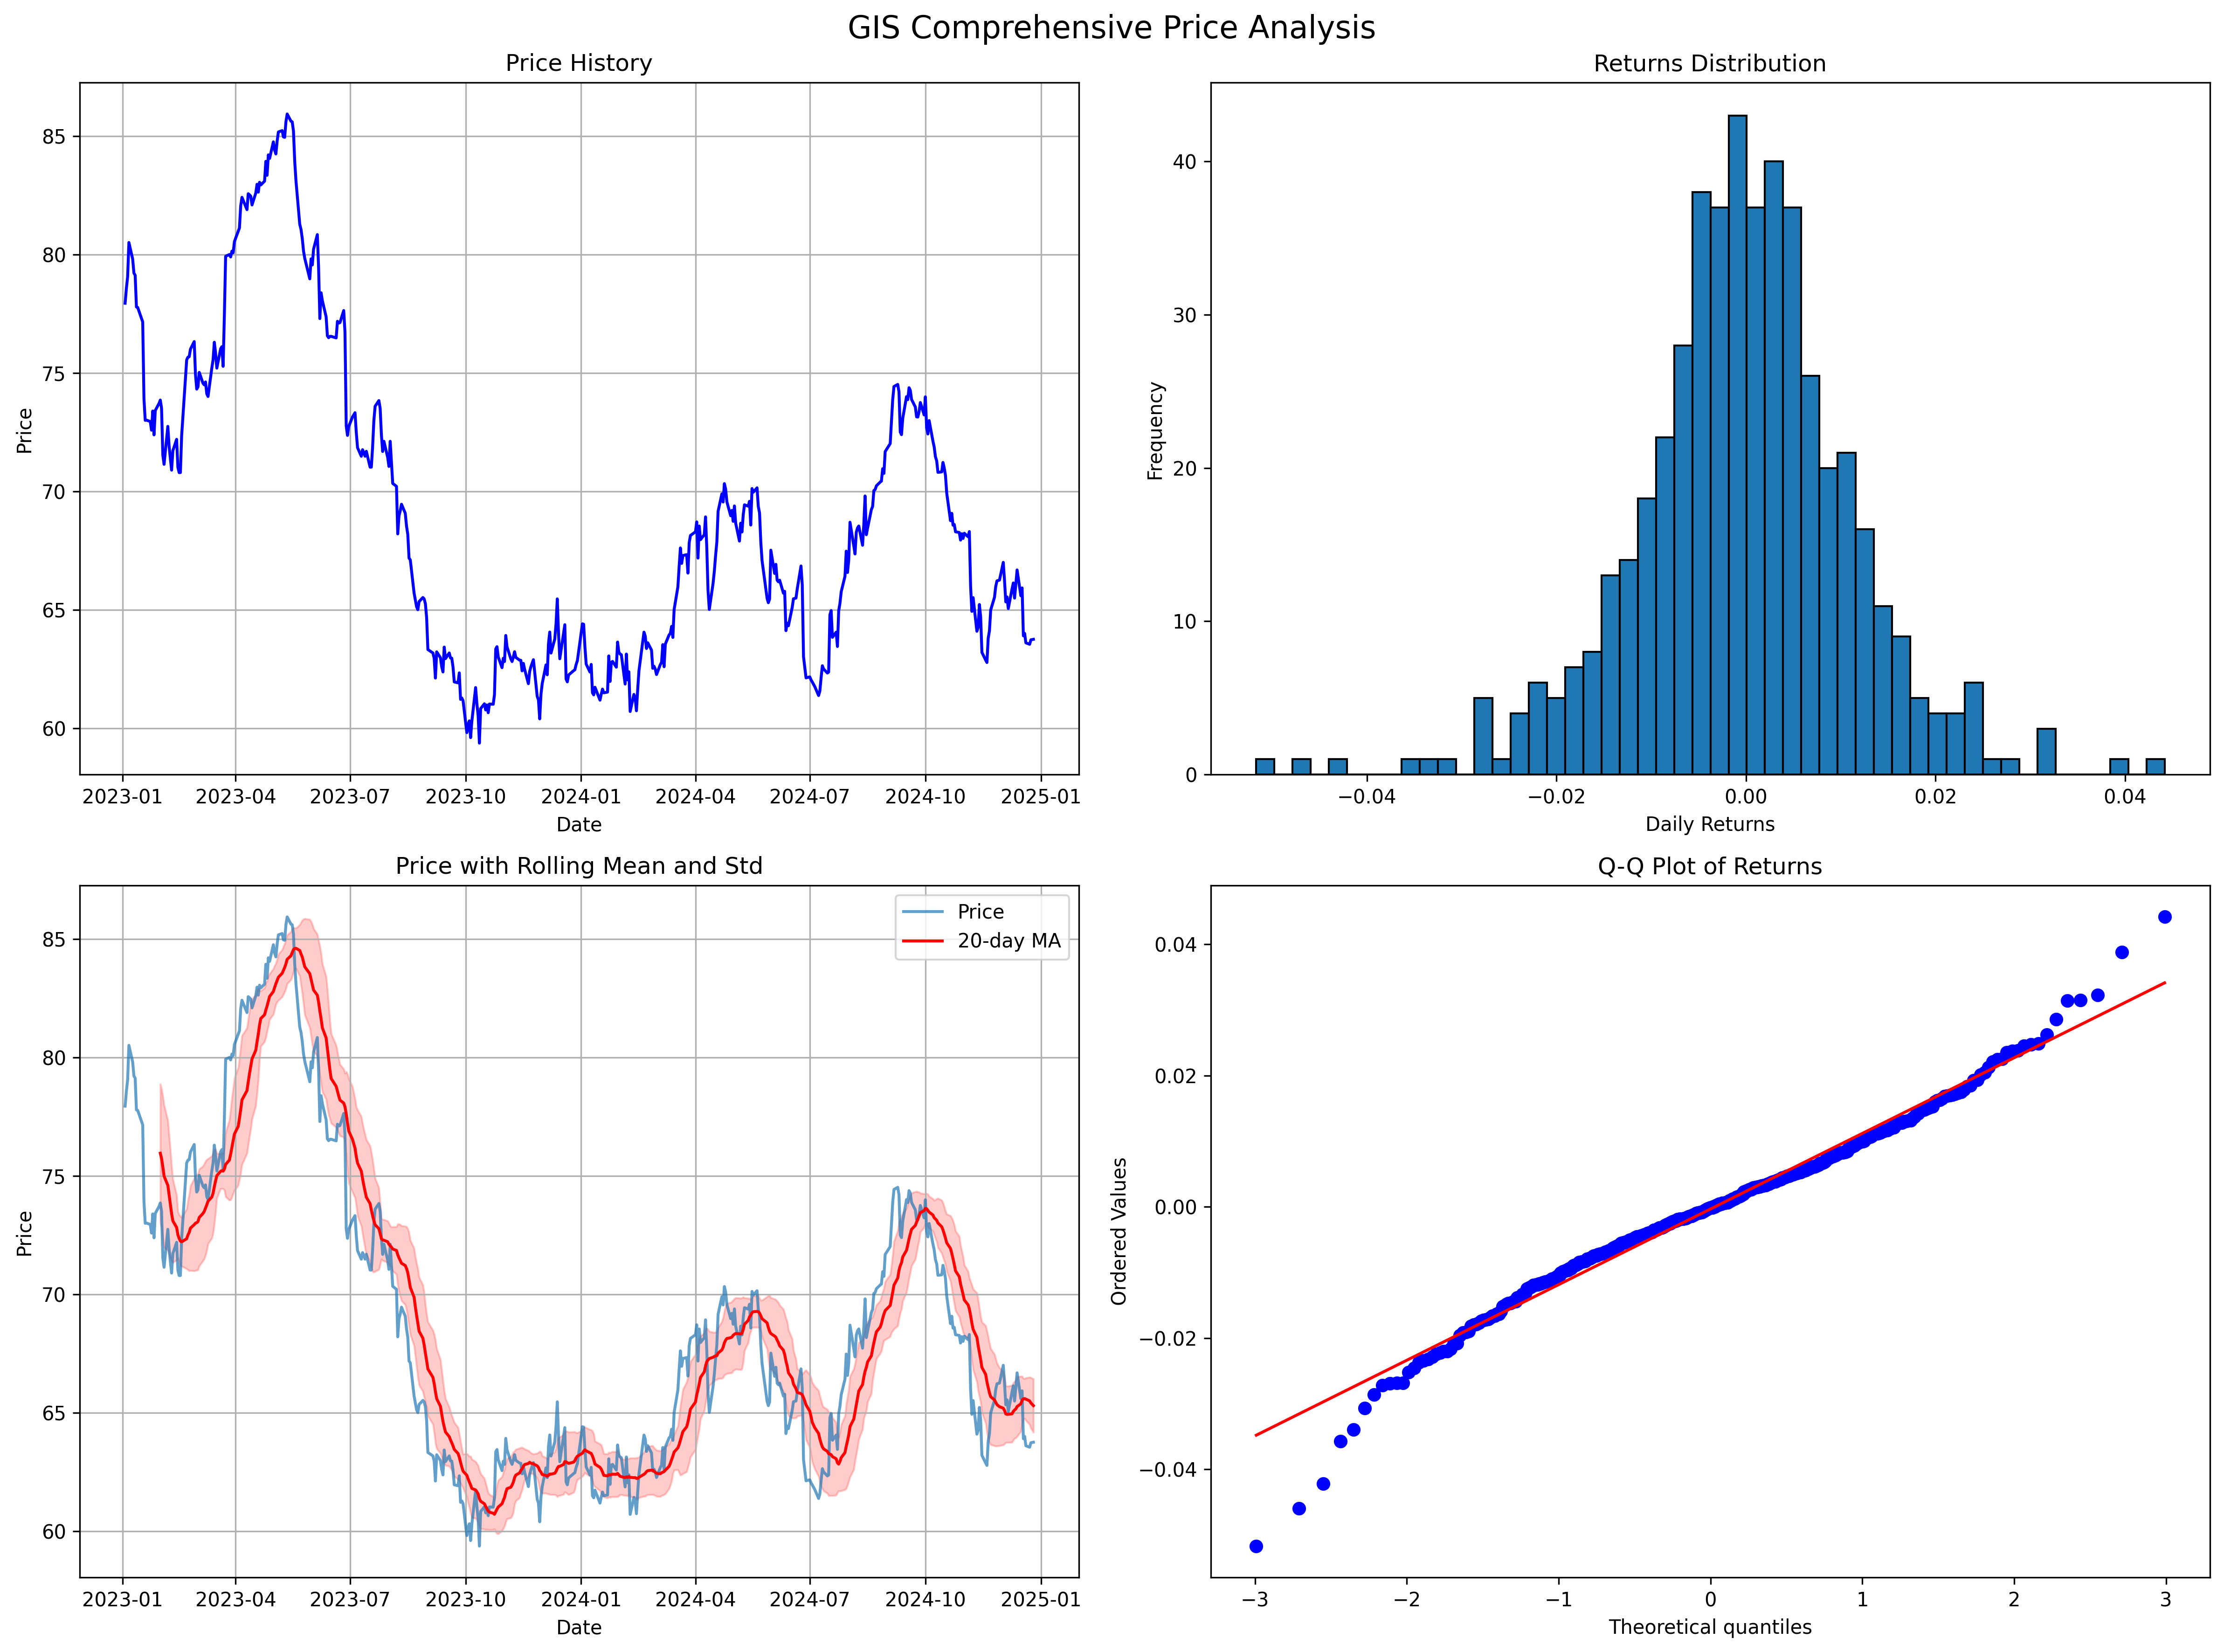 GIS Comprehensive Price Analysis
Price History
85
80
75
70
65
60
Price
2023-01 2023-04 2023-07 2023-10 2024-01 2024-04 2024-07 2024-10 2025-01
Date
Returns Distribution
40
30
20
10
0
Frequency
−0.04 −0.02 0.00 0.02 0.04
Daily Returns
Price with Rolling Mean and Std
Price
20-day MA
85
80
75
70
65
60
Price
2023-01 2023-04 2023-07 2023-10 2024-01 2024-04 2024-07 2024-10 2025-01
Date
Q-Q Plot of Returns
0.04
0.02
0.00
−0.02
−0.04
Ordered Values
−3 −2 −1 0 1 2 3
Theoretical quantiles